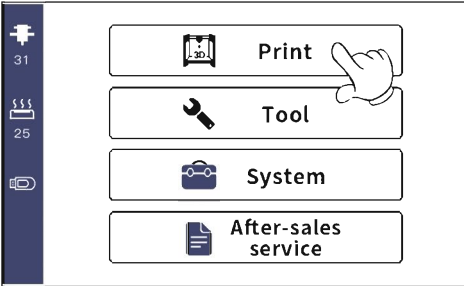 31
25
3D
Print
Tool
System
After-sales
service